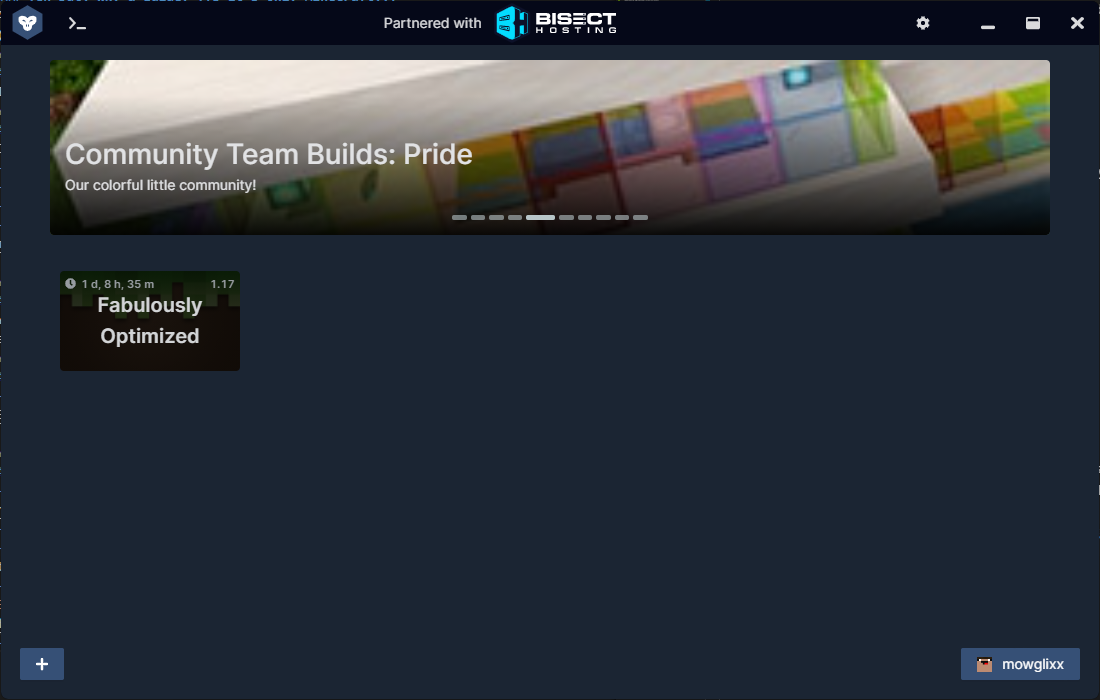 Partnered with BISECT HOSTING
Community Team Builds: Pride
Our colorful little community!
1 d, 8 h, 35 m 1.17
Fabulously
Optimized
mowglixx